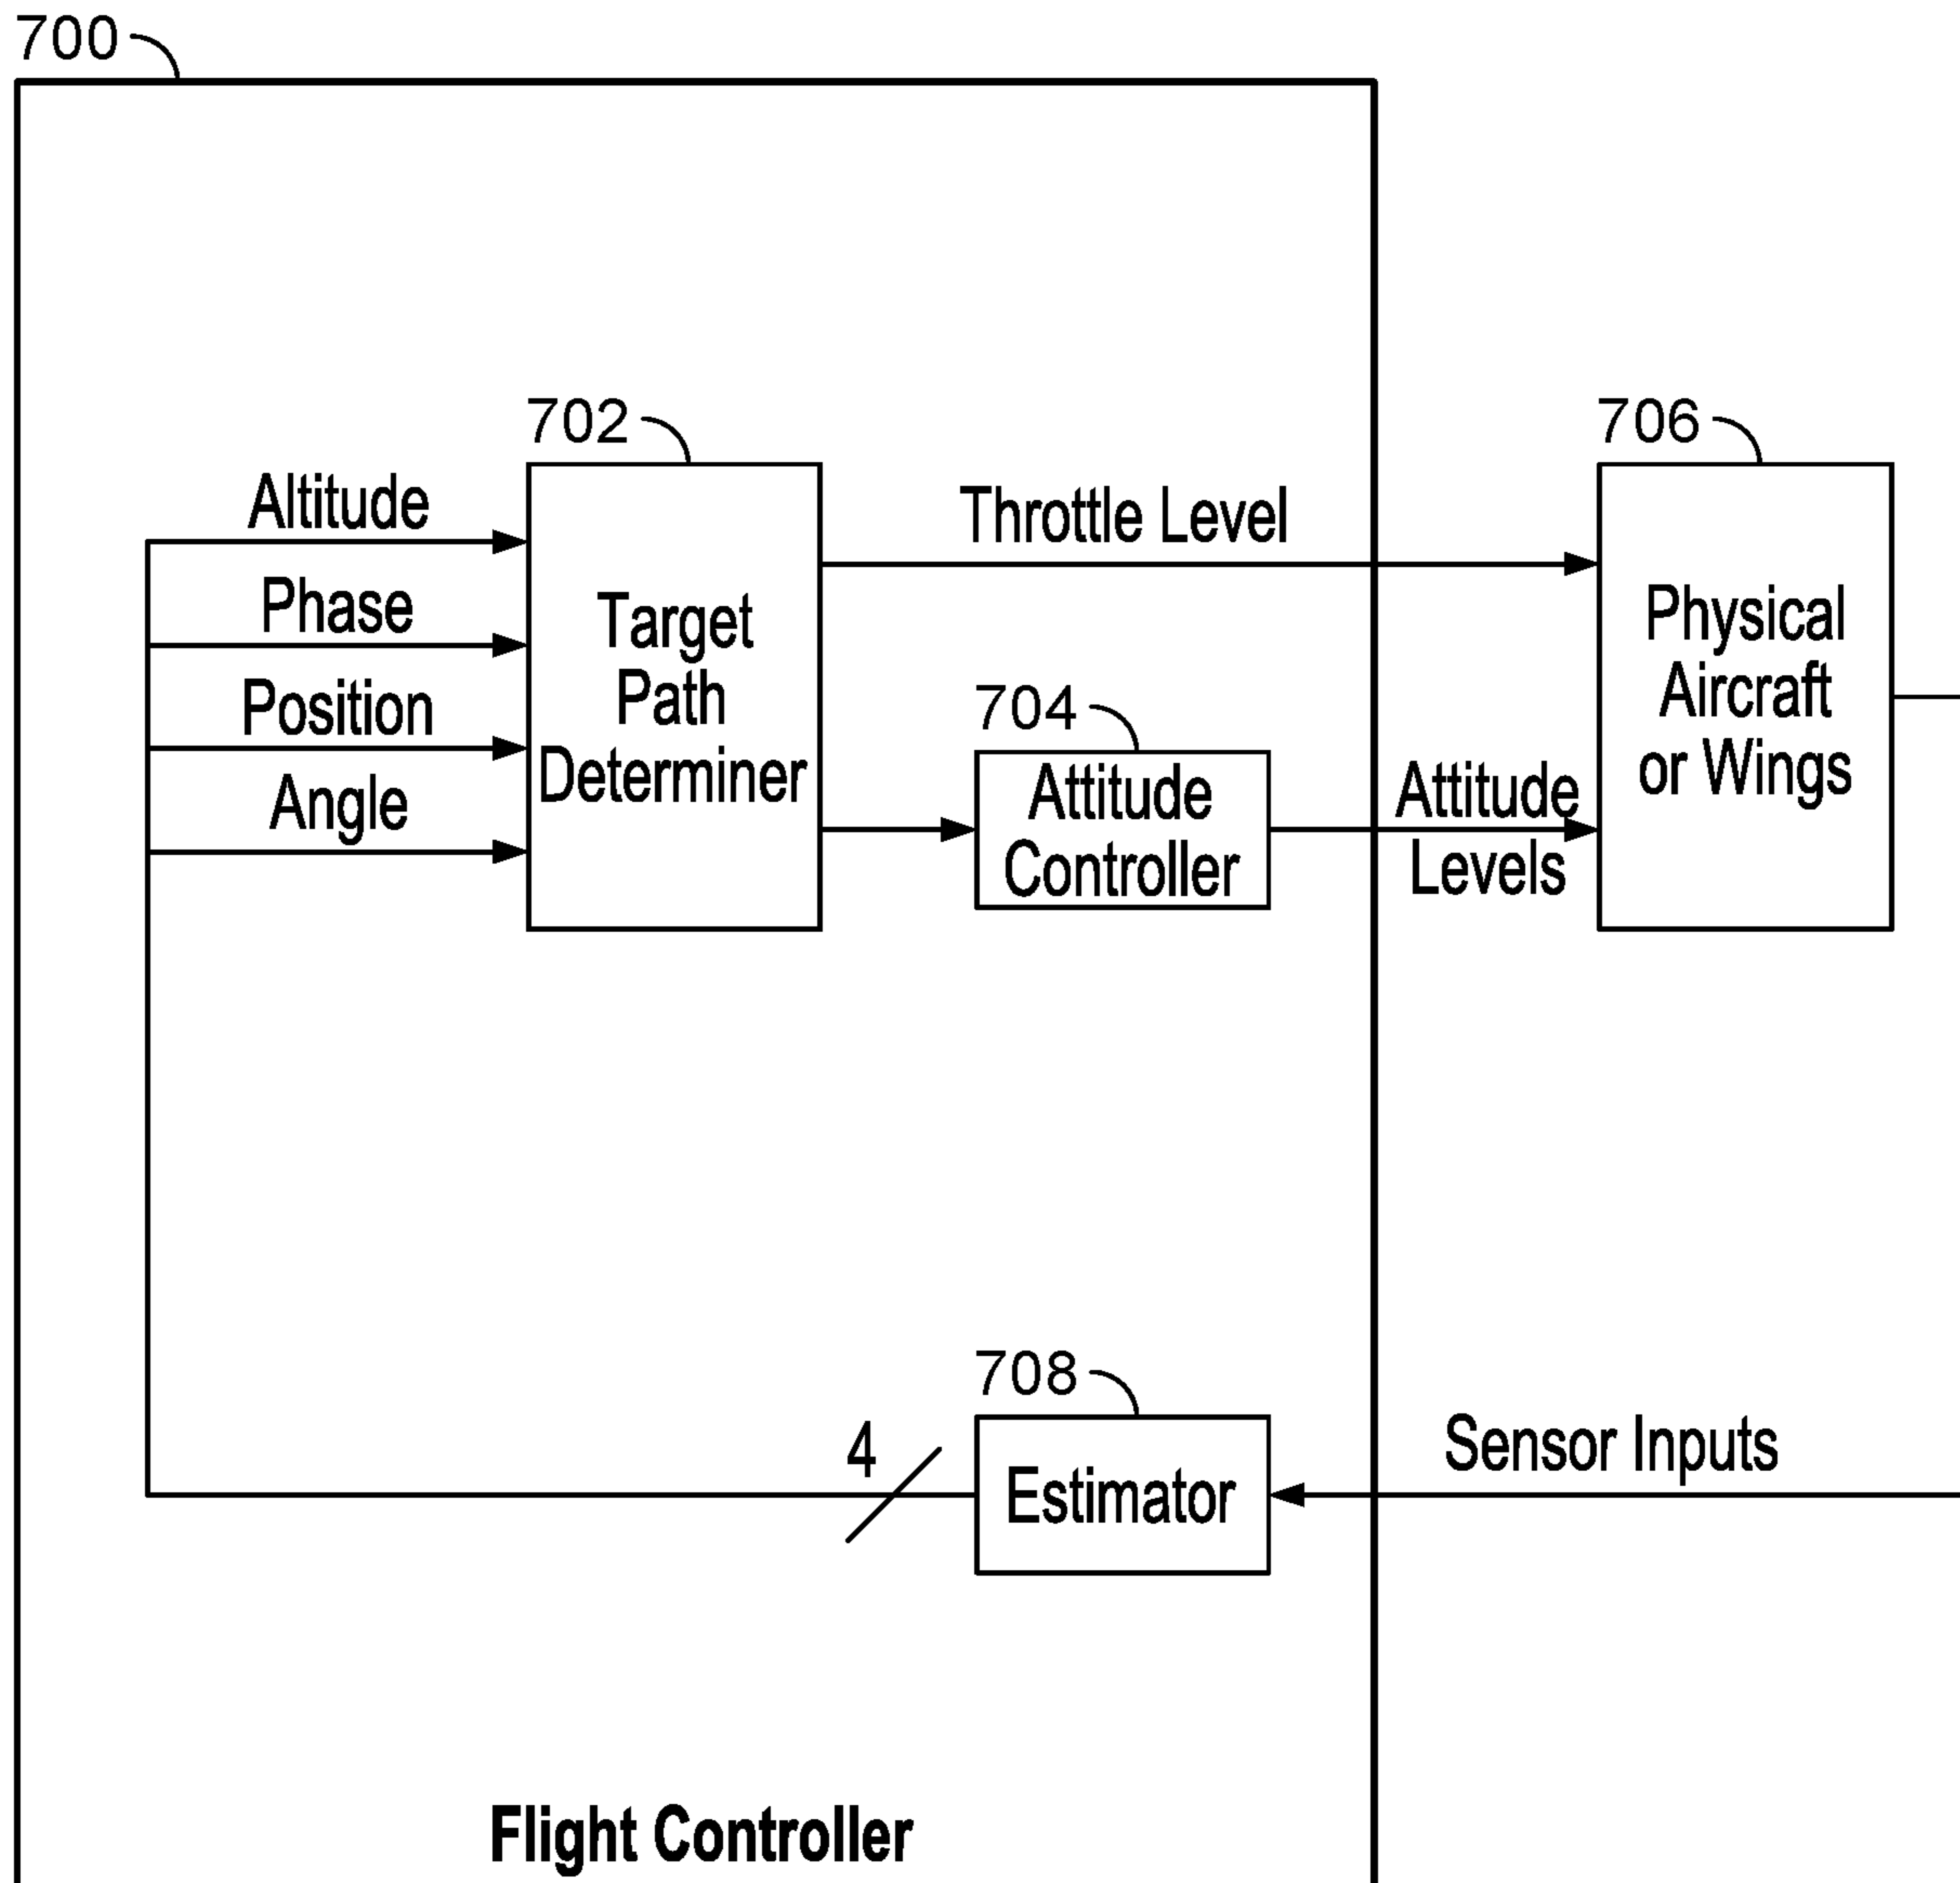 700
702
706
Altitude
Throttle Level
Phase
Target
Path
Determiner
Physical
Aircraft
or Wings
Position
704
Angle
Attitude
Controller
Attitude
Levels
708
4
Estimator
Sensor Inputs
Flight Controller